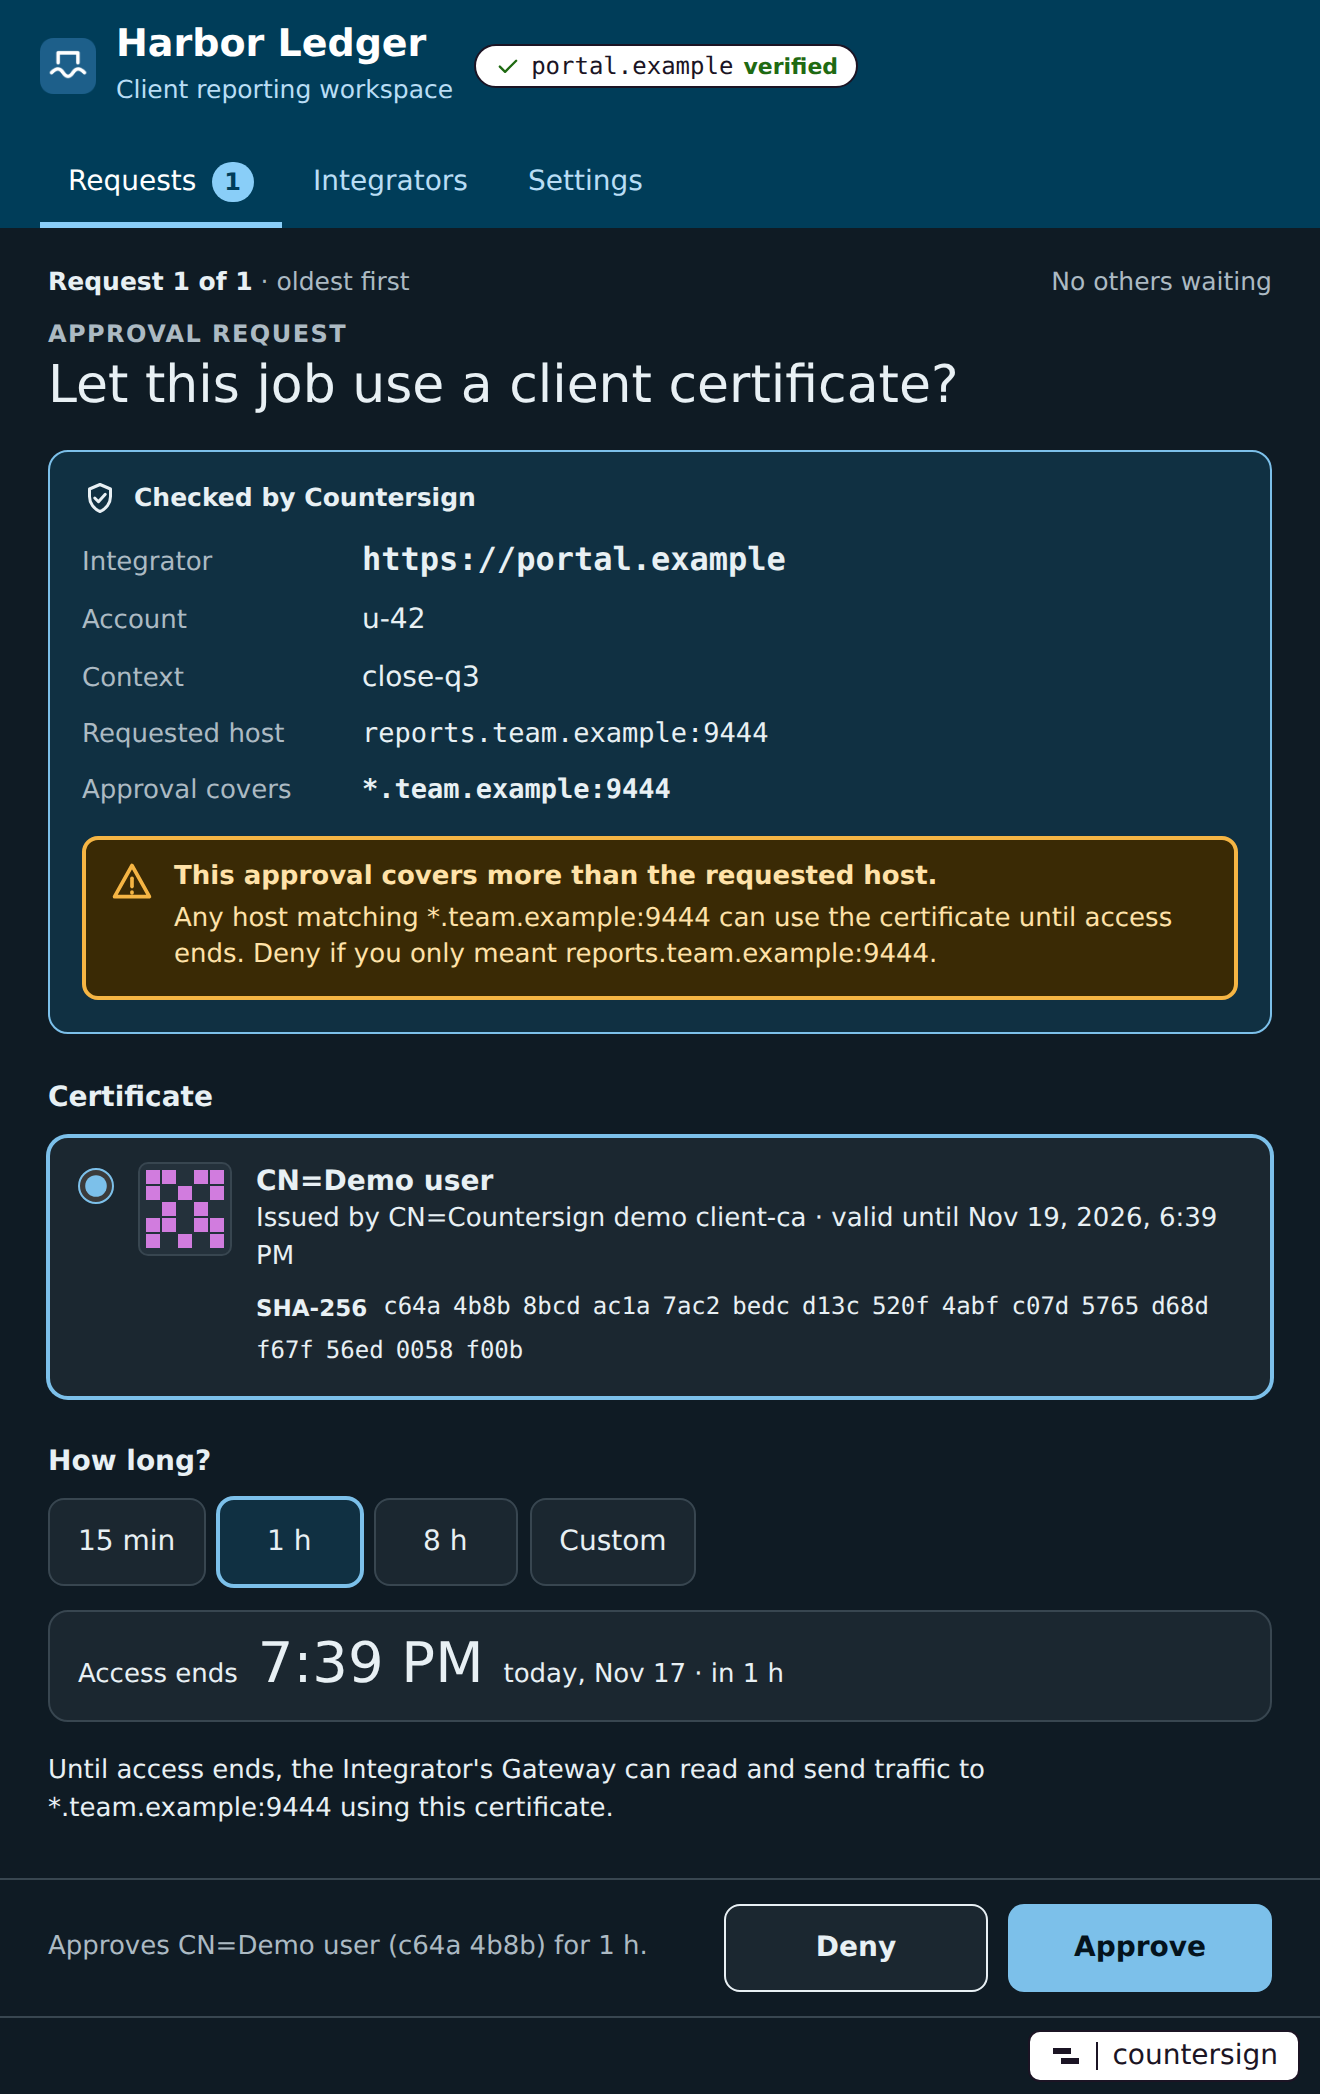 Harbor Ledger
Client reporting workspace
portal.example verified
Requests 1
Integrators
Settings
Request 1 of 1 · oldest first
No others waiting
APPROVAL REQUEST
Let this job use a client certificate?
Checked by Countersign
Integrator https://portal.example
Account u-42
Context close-q3
Requested host reports.team.example:9444
Approval covers *.team.example:9444
This approval covers more than the requested host.
Any host matching *.team.example:9444 can use the certificate until access
ends. Deny if you only meant reports.team.example:9444.
Certificate
CN=Demo user
Issued by CN=Countersign demo client-ca · valid until Nov 19, 2026, 6:39
PM
SHA-256 c64a 4b8b 8bcd ac1a 7ac2 bedc d13c 520f 4abf c07d 5765 d68d
f67f 56ed 0058 f00b
How long?
15 min
1 h
8 h
Custom
Access ends 7:39 PM today, Nov 17 · in 1 h
Until access ends, the Integrator's Gateway can read and send traffic to
*.team.example:9444 using this certificate.
Approves CN=Demo user (c64a 4b8b) for 1 h.
Deny
Approve
countersign